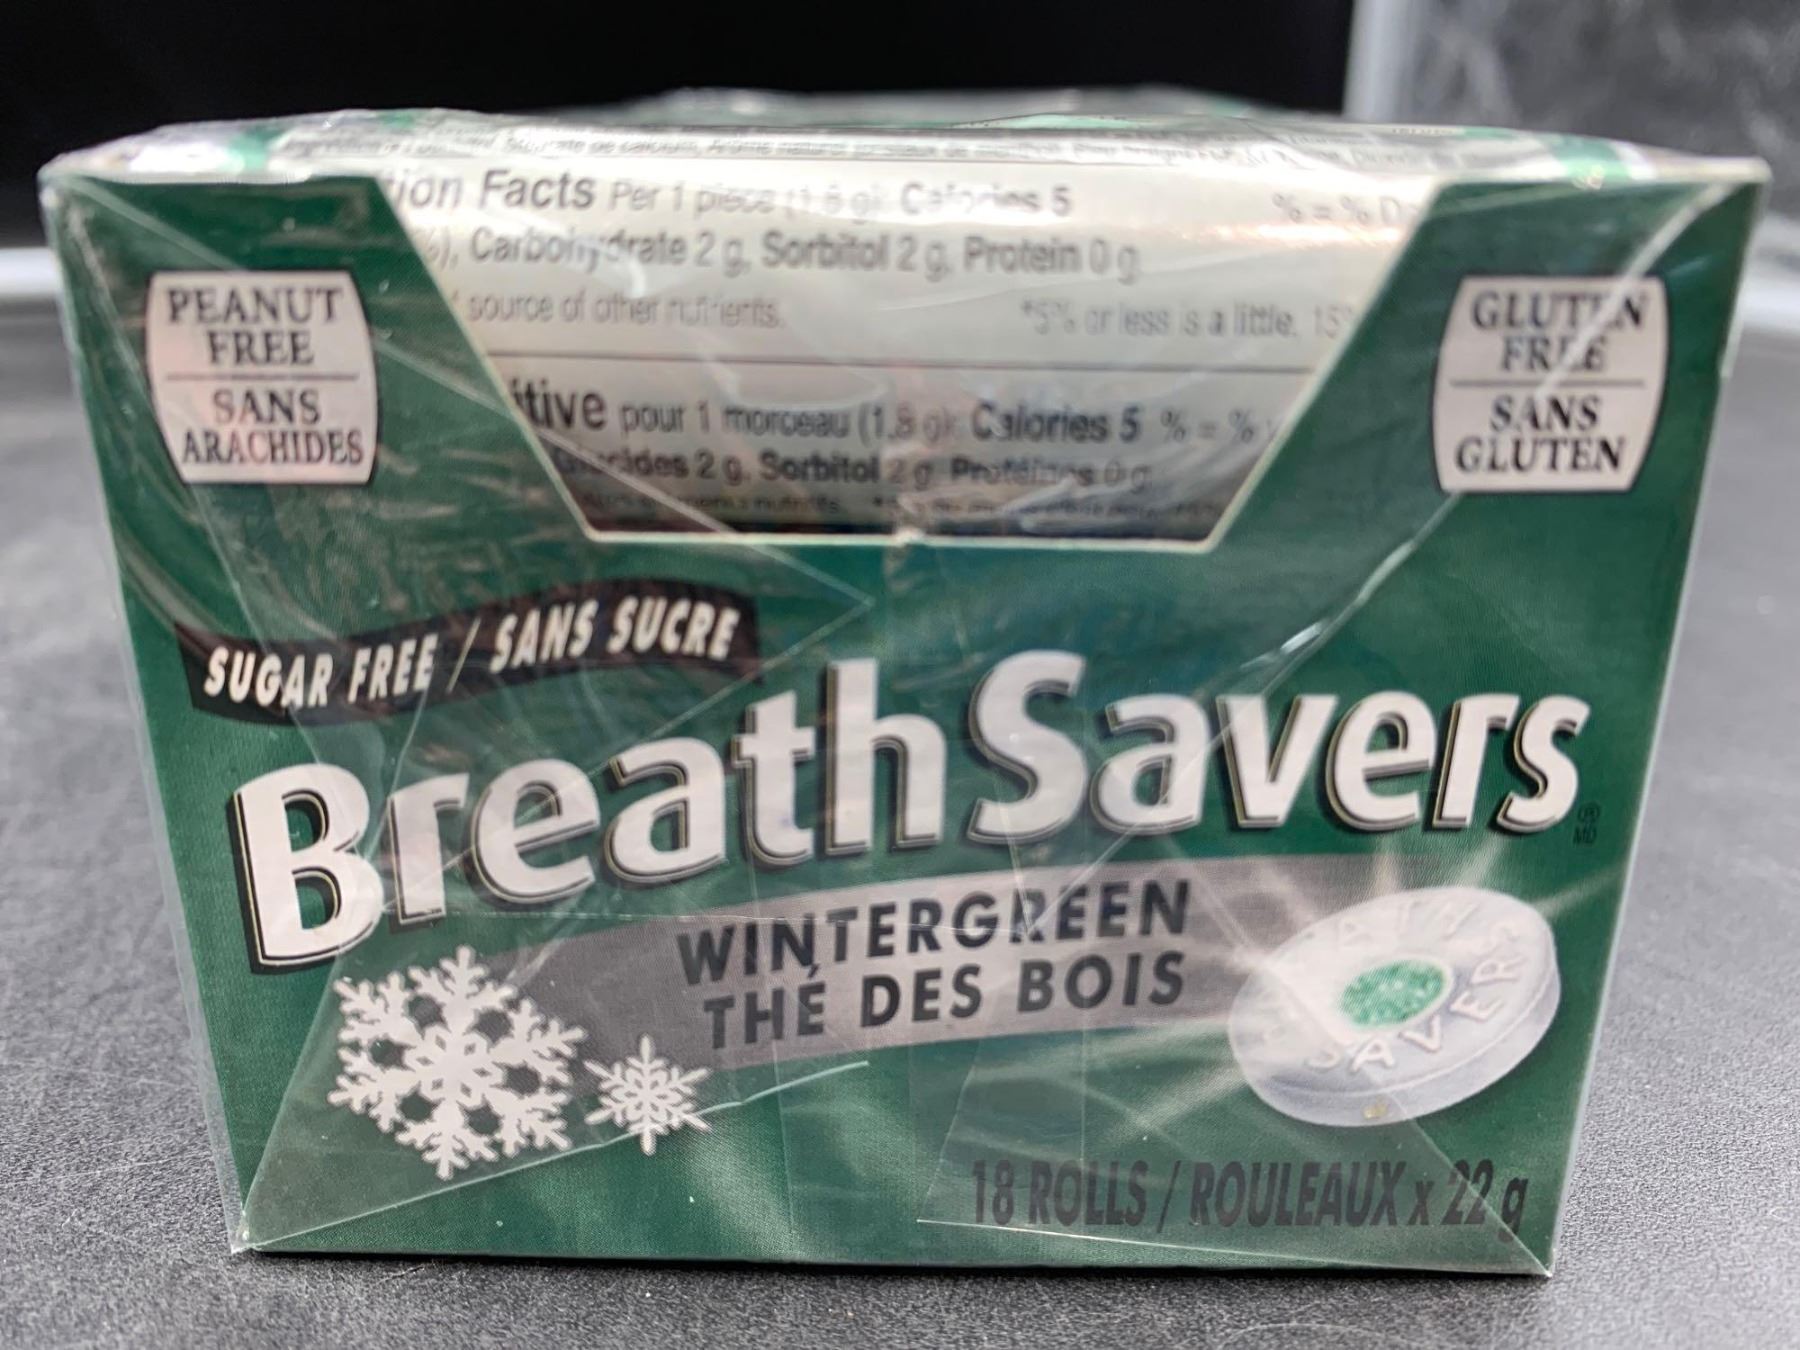 ion Facts Per 1 piece (1.8 g) Calories 5
Carbohydrate 2 g, Sorbitol 2 g, Protein 0 g
source of other nutrients. *5% or less is a little. 15%
itive pour 1 morceau (1.8 g) Calories 5 % = %
Glucides 2 g, Sorbitol 2 g, Protéines 0 g
PEANUT
FREE
SANS
ARACHIDES
GLUTEN
FREE
SANS
GLUTEN
SUGAR FREE / SANS SUCRE
BreathSavers
® MD
WINTERGREEN
THÉ DES BOIS
SAVERS
18 ROLLS / ROULEAUX x 22 g